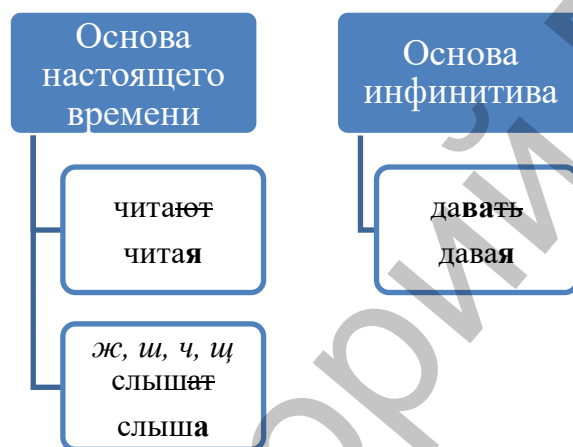 Основа
настоящего
времени
читают
читая
ж, ш, ч, щ
слышат
слыша
Основа
инфинитива
давать
давая